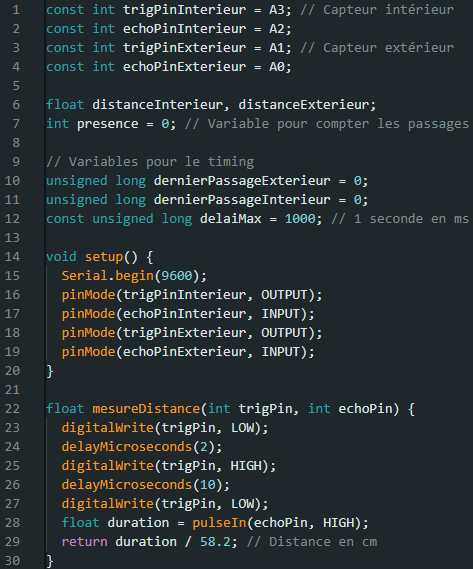 1 const int trigPinInterieur = A3; // Capteur intérieur
2 const int echoPinInterieur = A2;
3 const int trigPinExterieur = A1; // Capteur extérieur
4 const int echoPinExterieur = A0;
5
6 float distanceInterieur, distanceExterieur;
7 int presence = 0; // Variable pour compter les passages
8
9 // Variables pour le timing
10 unsigned long dernierPassageExterieur = 0;
11 unsigned long dernierPassageInterieur = 0;
12 const unsigned long delaiMax = 1000; // 1 seconde en ms
13
14 void setup() {
15   Serial.begin(9600);
16   pinMode(trigPinInterieur, OUTPUT);
17   pinMode(echoPinInterieur, INPUT);
18   pinMode(trigPinExterieur, OUTPUT);
19   pinMode(echoPinExterieur, INPUT);
20 }
21
22 float mesureDistance(int trigPin, int echoPin) {
23   digitalWrite(trigPin, LOW);
24   delayMicroseconds(2);
25   digitalWrite(trigPin, HIGH);
26   delayMicroseconds(10);
27   digitalWrite(trigPin, LOW);
28   float duration = pulseIn(echoPin, HIGH);
29   return duration / 58.2; // Distance en cm
30 }